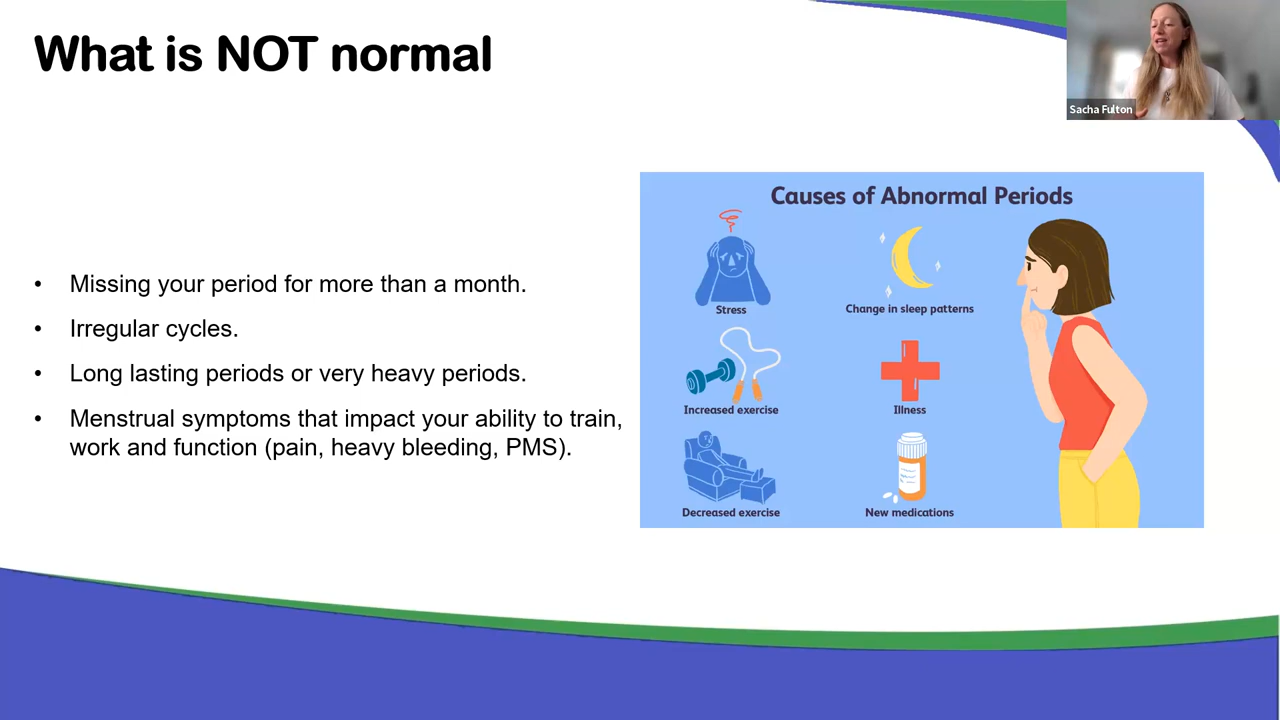 What is NOT normal
Sacha Fulton
• Missing your period for more than a month.
• Irregular cycles.
• Long lasting periods or very heavy periods.
• Menstrual symptoms that impact your ability to train,
work and function (pain, heavy bleeding, PMS).
Causes of Abnormal Periods
Stress
Change in sleep patterns
Increased exercise
Illness
Decreased exercise
New medications